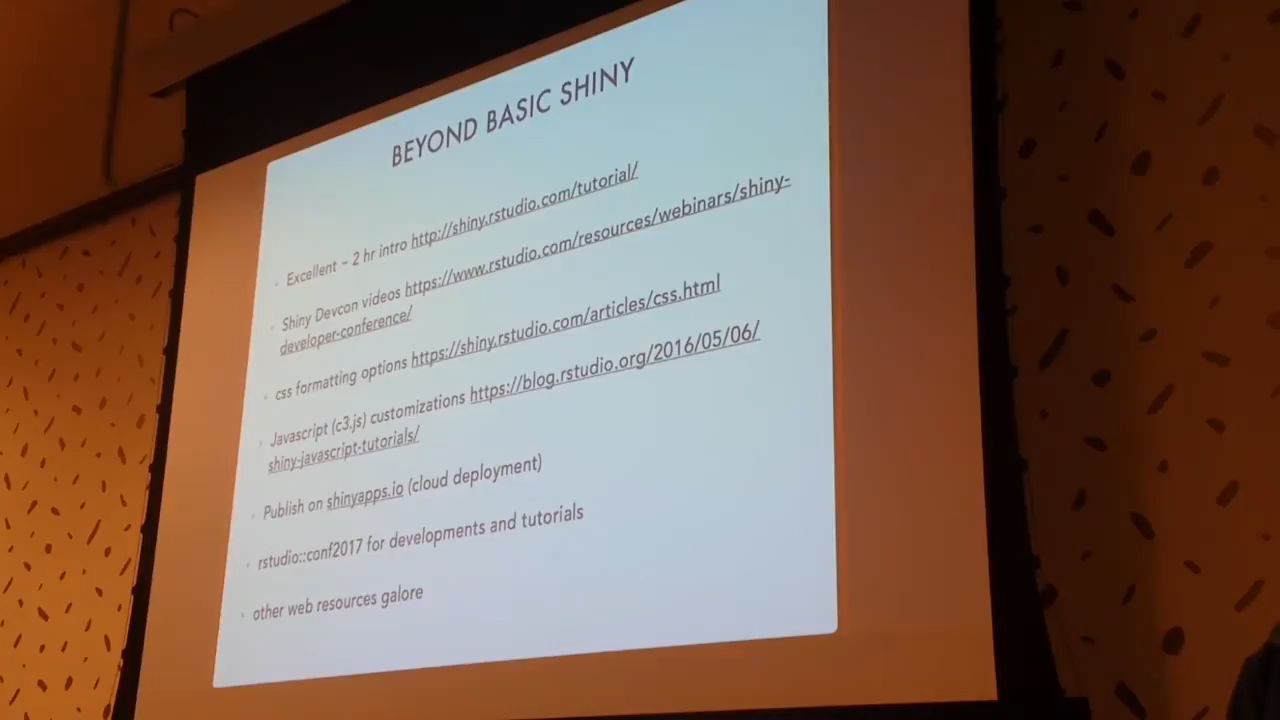 BEYOND BASIC SHINY
Excellent – 2 hr intro http://shiny.rstudio.com/tutorial/
Shiny Devcon videos https://www.rstudio.com/resources/webinars/shiny-
developer-conference/
css formatting options https://shiny.rstudio.com/articles/css.html
Javascript (c3.js) customizations https://blog.rstudio.org/2016/05/06/
shiny-javascript-tutorials/
Publish on shinyapps.io (cloud deployment)
rstudio::conf2017 for developments and tutorials
other web resources galore